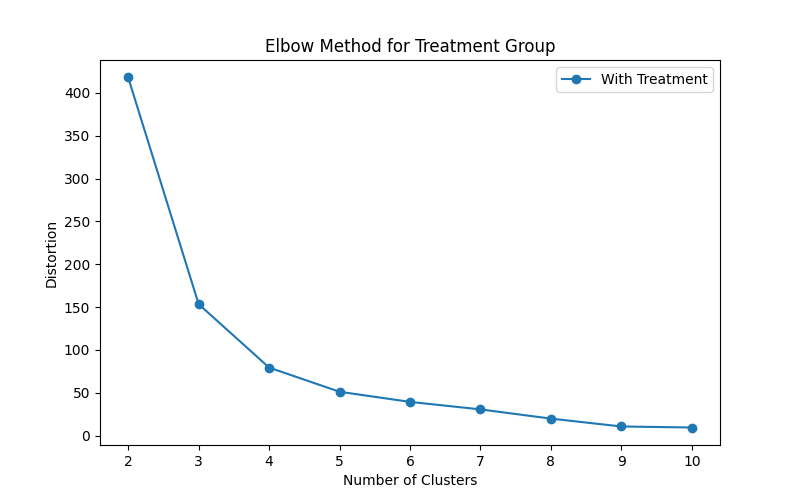 Elbow Method for Treatment Group
With Treatment
400
350
300
250
200
150
100
50
0
Distortion
2 3 4 5 6 7 8 9 10
Number of Clusters